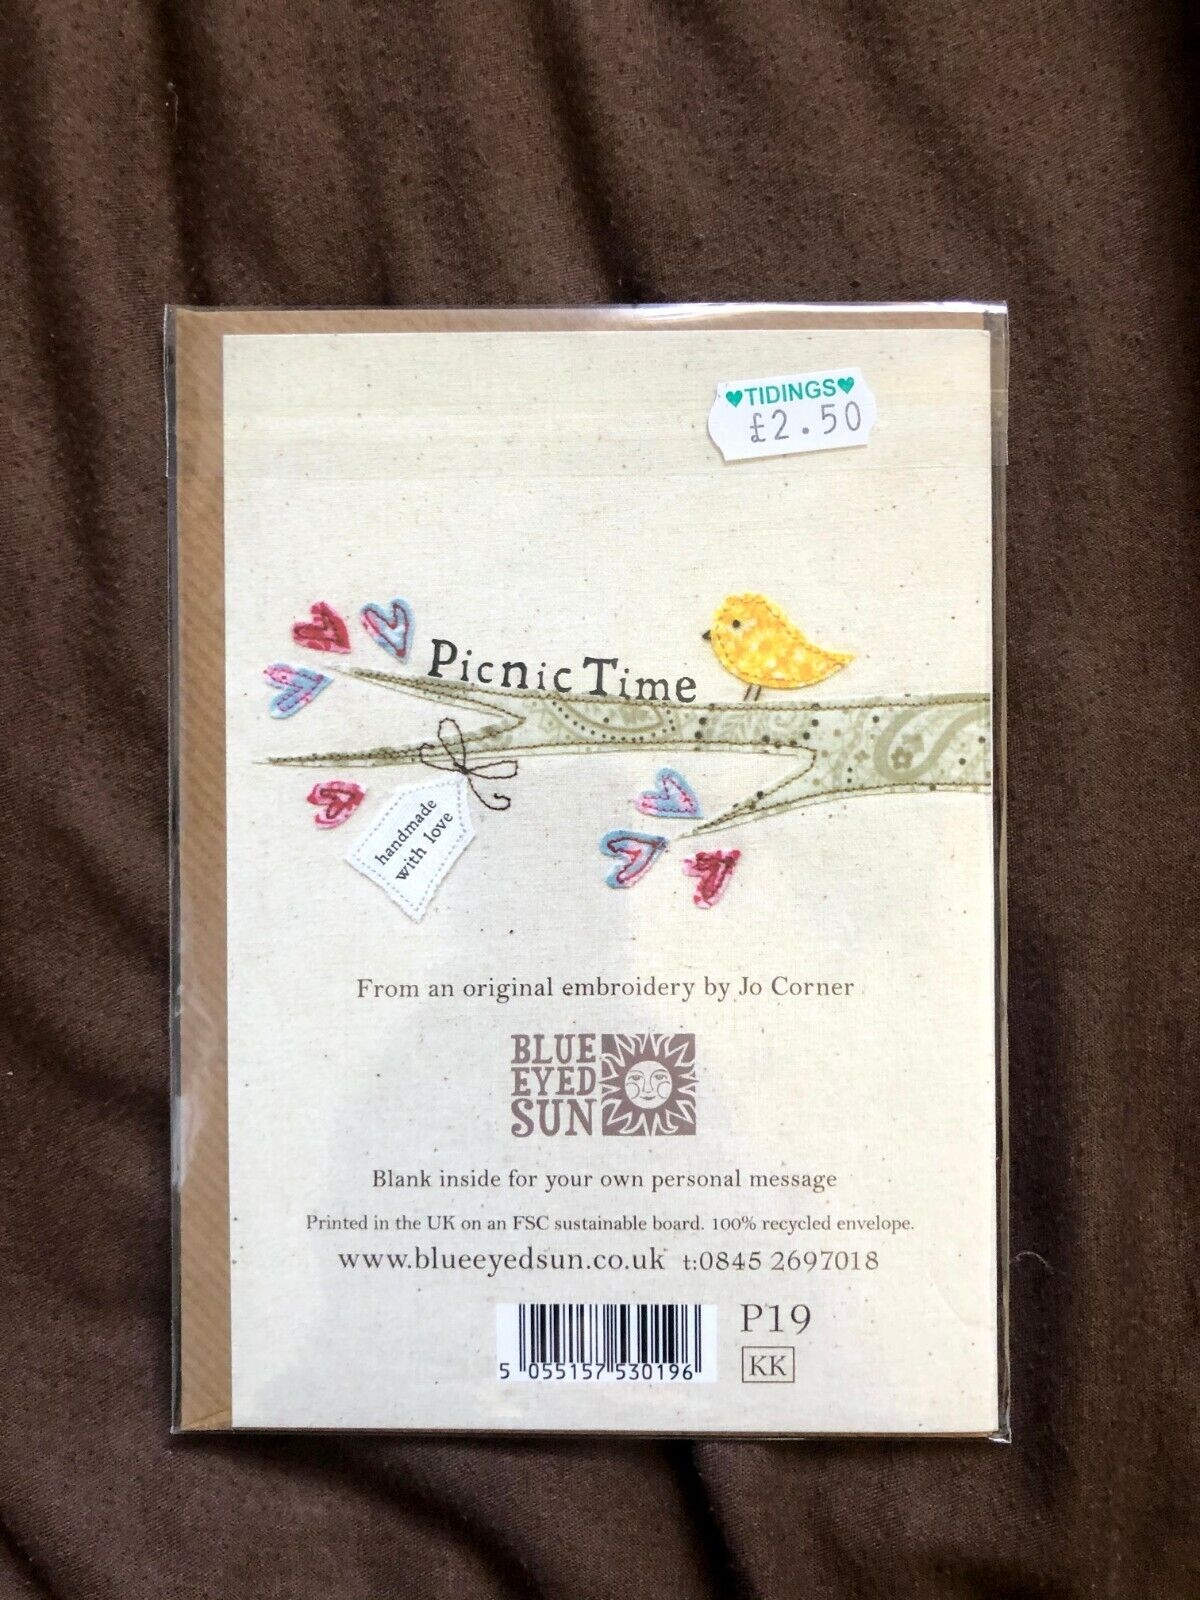 ♥TIDINGS♥
£2.50
Picnic Time
handmade
with love
From an original embroidery by Jo Corner
BLUE
EYED
SUN
Blank inside for your own personal message
Printed in the UK on an FSC sustainable board. 100% recycled envelope.
www.blueeyedsun.co.uk t:0845 2697018
P19
KK
5 055157 530196